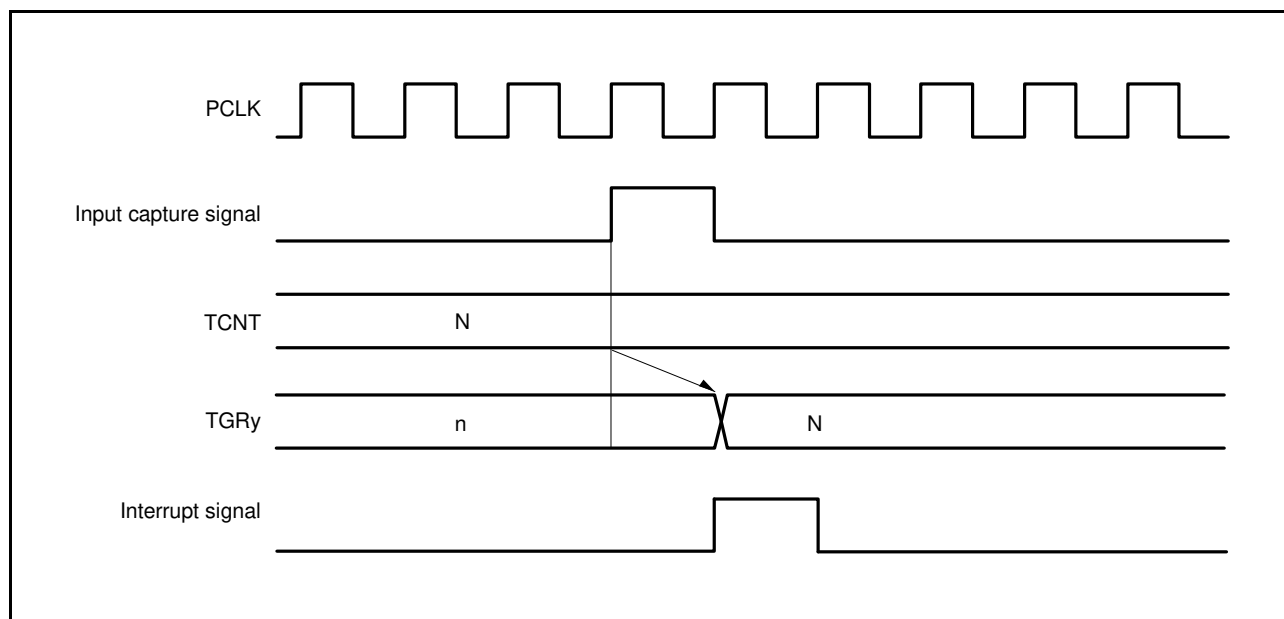 PCLK
Input capture signal
TCNT
N
TGRy
n
N
Interrupt signal